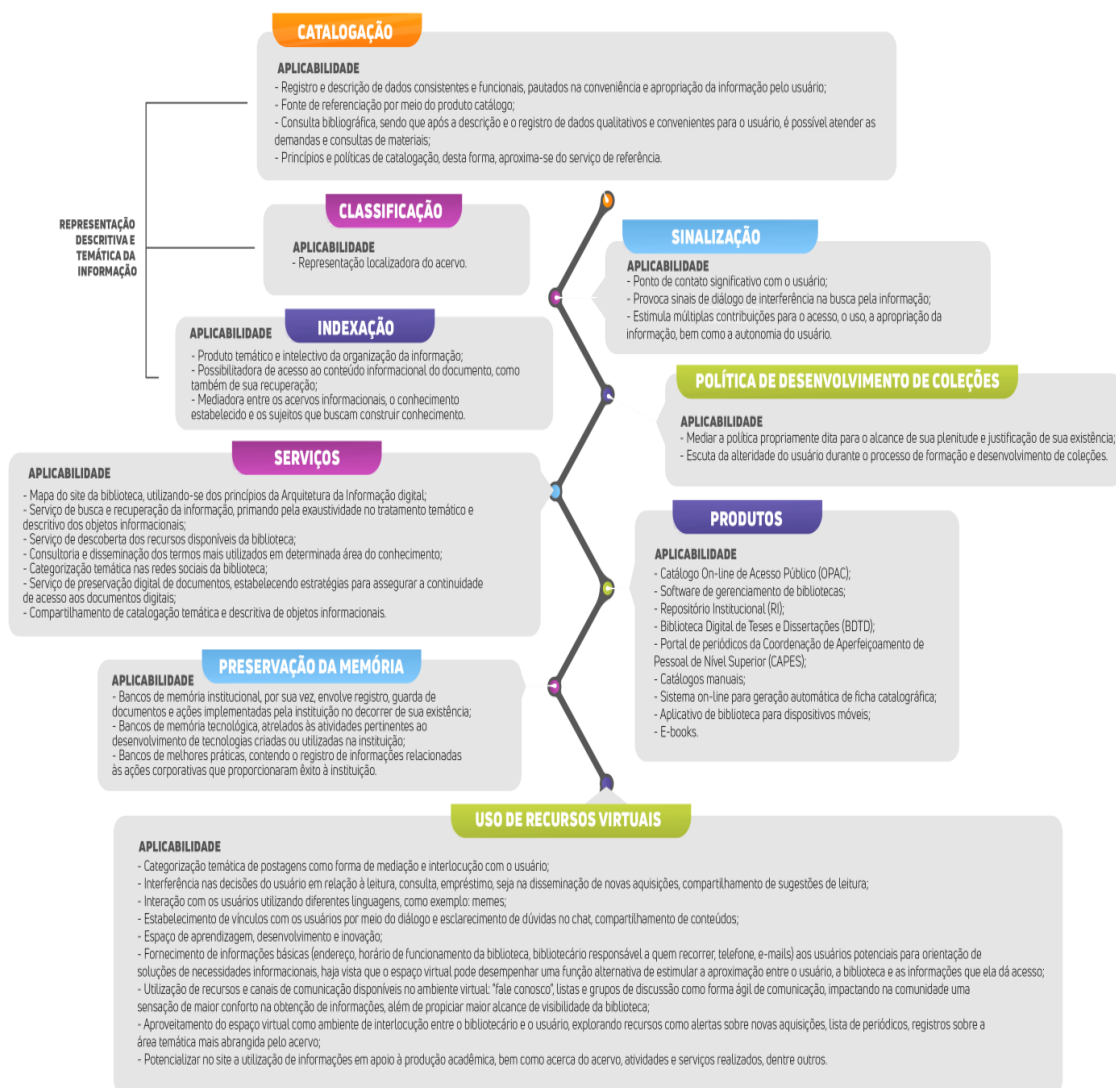 CATALOGAÇÃO
APLICABILIDADE
- Registro e descrição de dados consistentes e funcionais, pautados na conveniência e apropriação da informação pelo usuário;
- Fonte de referenciação por meio do produto catálogo;
- Consulta bibliográfica, sendo que após a descrição e o registro de dados qualitativos e convenientes para o usuário, é possível atender as
demandas e consultas de materiais;
- Princípios e políticas de catalogação, desta forma, aproxima-se do serviço de referência.
REPRESENTAÇÃO
DESCRITIVA E
TEMÁTICA DA
INFORMAÇÃO
CLASSIFICAÇÃO
APLICABILIDADE
- Representação localizadora do acervo.
SINALIZAÇÃO
APLICABILIDADE
- Ponto de contato significativo com o usuário;
- Provoca sinais de diálogo de interferência na busca pela informação;
- Estimula múltiplas contribuições para o acesso, o uso, a apropriação da
informação, bem como a autonomia do usuário.
INDEXAÇÃO
APLICABILIDADE
- Produto temático e intelectivo da organização da informação;
- Possibilitadora de acesso ao conteúdo informacional do documento, como
também de sua recuperação;
- Mediadora entre os acervos informacionais, o conhecimento
estabelecido e os sujeitos que buscam construir conhecimento.
POLÍTICA DE DESENVOLVIMENTO DE COLEÇÕES
APLICABILIDADE
- Mediar a política propriamente dita para o alcance de sua plenitude e justificação de sua existência;
- Escuta da alteridade do usuário durante o processo de formação e desenvolvimento de coleções.
SERVIÇOS
APLICABILIDADE
- Mapa do site da biblioteca, utilizando-se dos princípios da Arquitetura da Informação digital;
- Serviço de busca e recuperação da informação, primando pela exaustividade no tratamento temático e
descritivo dos objetos informacionais;
- Serviço de descoberta dos recursos disponíveis da biblioteca;
- Consultoria e disseminação dos termos mais utilizados em determinada área do conhecimento;
- Categorização temática nas redes sociais da biblioteca;
- Serviço de preservação digital de documentos, estabelecendo estratégias para assegurar a continuidade
de acesso aos documentos digitais;
- Compartilhamento de catalogação temática e descritiva de objetos informacionais.
PRODUTOS
APLICABILIDADE
- Catálogo On-line de Acesso Público (OPAC);
- Software de gerenciamento de bibliotecas;
- Repositório Institucional (RI);
- Biblioteca Digital de Teses e Dissertações (BDTD);
- Portal de periódicos da Coordenação de Aperfeiçoamento de
Pessoal de Nível Superior (CAPES);
- Catálogos manuais;
- Sistema on-line para geração automática de ficha catalográfica;
- Aplicativo de biblioteca para dispositivos móveis;
- E-books.
PRESERVAÇÃO DA MEMÓRIA
APLICABILIDADE
- Bancos de memória institucional, por sua vez, envolve registro, guarda de
documentos e ações implementadas pela instituição no decorrer de sua existência;
- Bancos de memória tecnológica, atrelados às atividades pertinentes ao
desenvolvimento de tecnologias criadas ou utilizadas na instituição;
- Bancos de melhores práticas, contendo o registro de informações relacionadas
às ações corporativas que proporcionaram êxito à instituição.
USO DE RECURSOS VIRTUAIS
APLICABILIDADE
- Categorização temática de postagens como forma de mediação e interlocução com o usuário;
- Interferência nas decisões do usuário em relação à leitura, consulta, empréstimo, seja na disseminação de novas aquisições, compartilhamento de sugestões de leitura;
- Interação com os usuários utilizando diferentes linguagens, como exemplo: memes;
- Estabelecimento de vínculos com os usuários por meio do diálogo e esclarecimento de dúvidas no chat, compartilhamento de conteúdos;
- Espaço de aprendizagem, desenvolvimento e inovação;
- Fornecimento de informações básicas (endereço, horário de funcionamento da biblioteca, bibliotecário responsável a quem recorrer, telefone, e-mails) aos usuários potenciais para orientação de
soluções de necessidades informacionais, haja vista que o espaço virtual pode desempenhar uma função alternativa de estimular a aproximação entre o usuário, a biblioteca e as informações que ela dá acesso;
- Utilização de recursos e canais de comunicação disponíveis no ambiente virtual: "fale conosco", listas e grupos de discussão como forma ágil de comunicação, impactando na comunidade uma
sensação de maior conforto na obtenção de informações, além de propiciar maior alcance de visibilidade da biblioteca;
- Aproveitamento do espaço virtual como ambiente de interlocução entre o bibliotecário e o usuário, explorando recursos como alertas sobre novas aquisições, lista de periódicos, registros sobre a
área temática mais abrangida pelo acervo;
- Potencializar no site a utilização de informações em apoio à produção acadêmica, bem como acerca do acervo, atividades e serviços realizados, dentre outros.